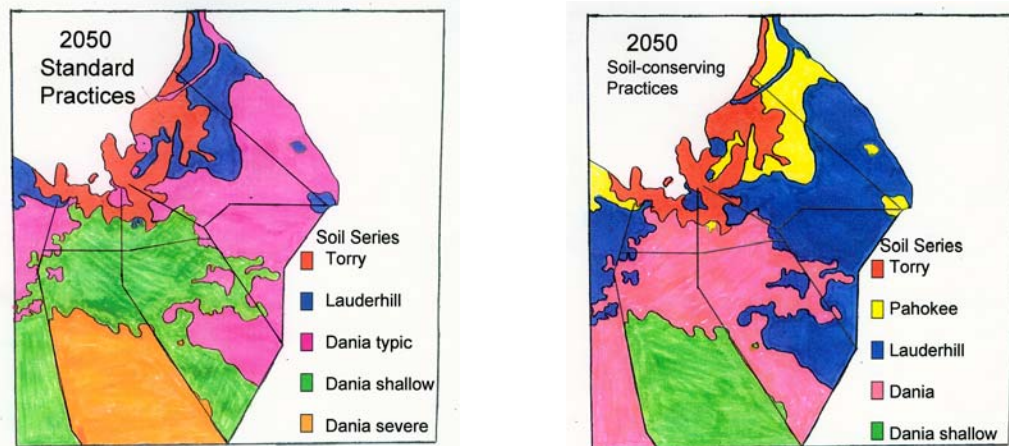 2050
Standard
Practices
Soil Series
Torry
Lauderhill
Dania typic
Dania shallow
Dania severe
2050
Soil-conserving
Practices
Soil Series
Torry
Pahokee
Lauderhill
Dania
Dania shallow